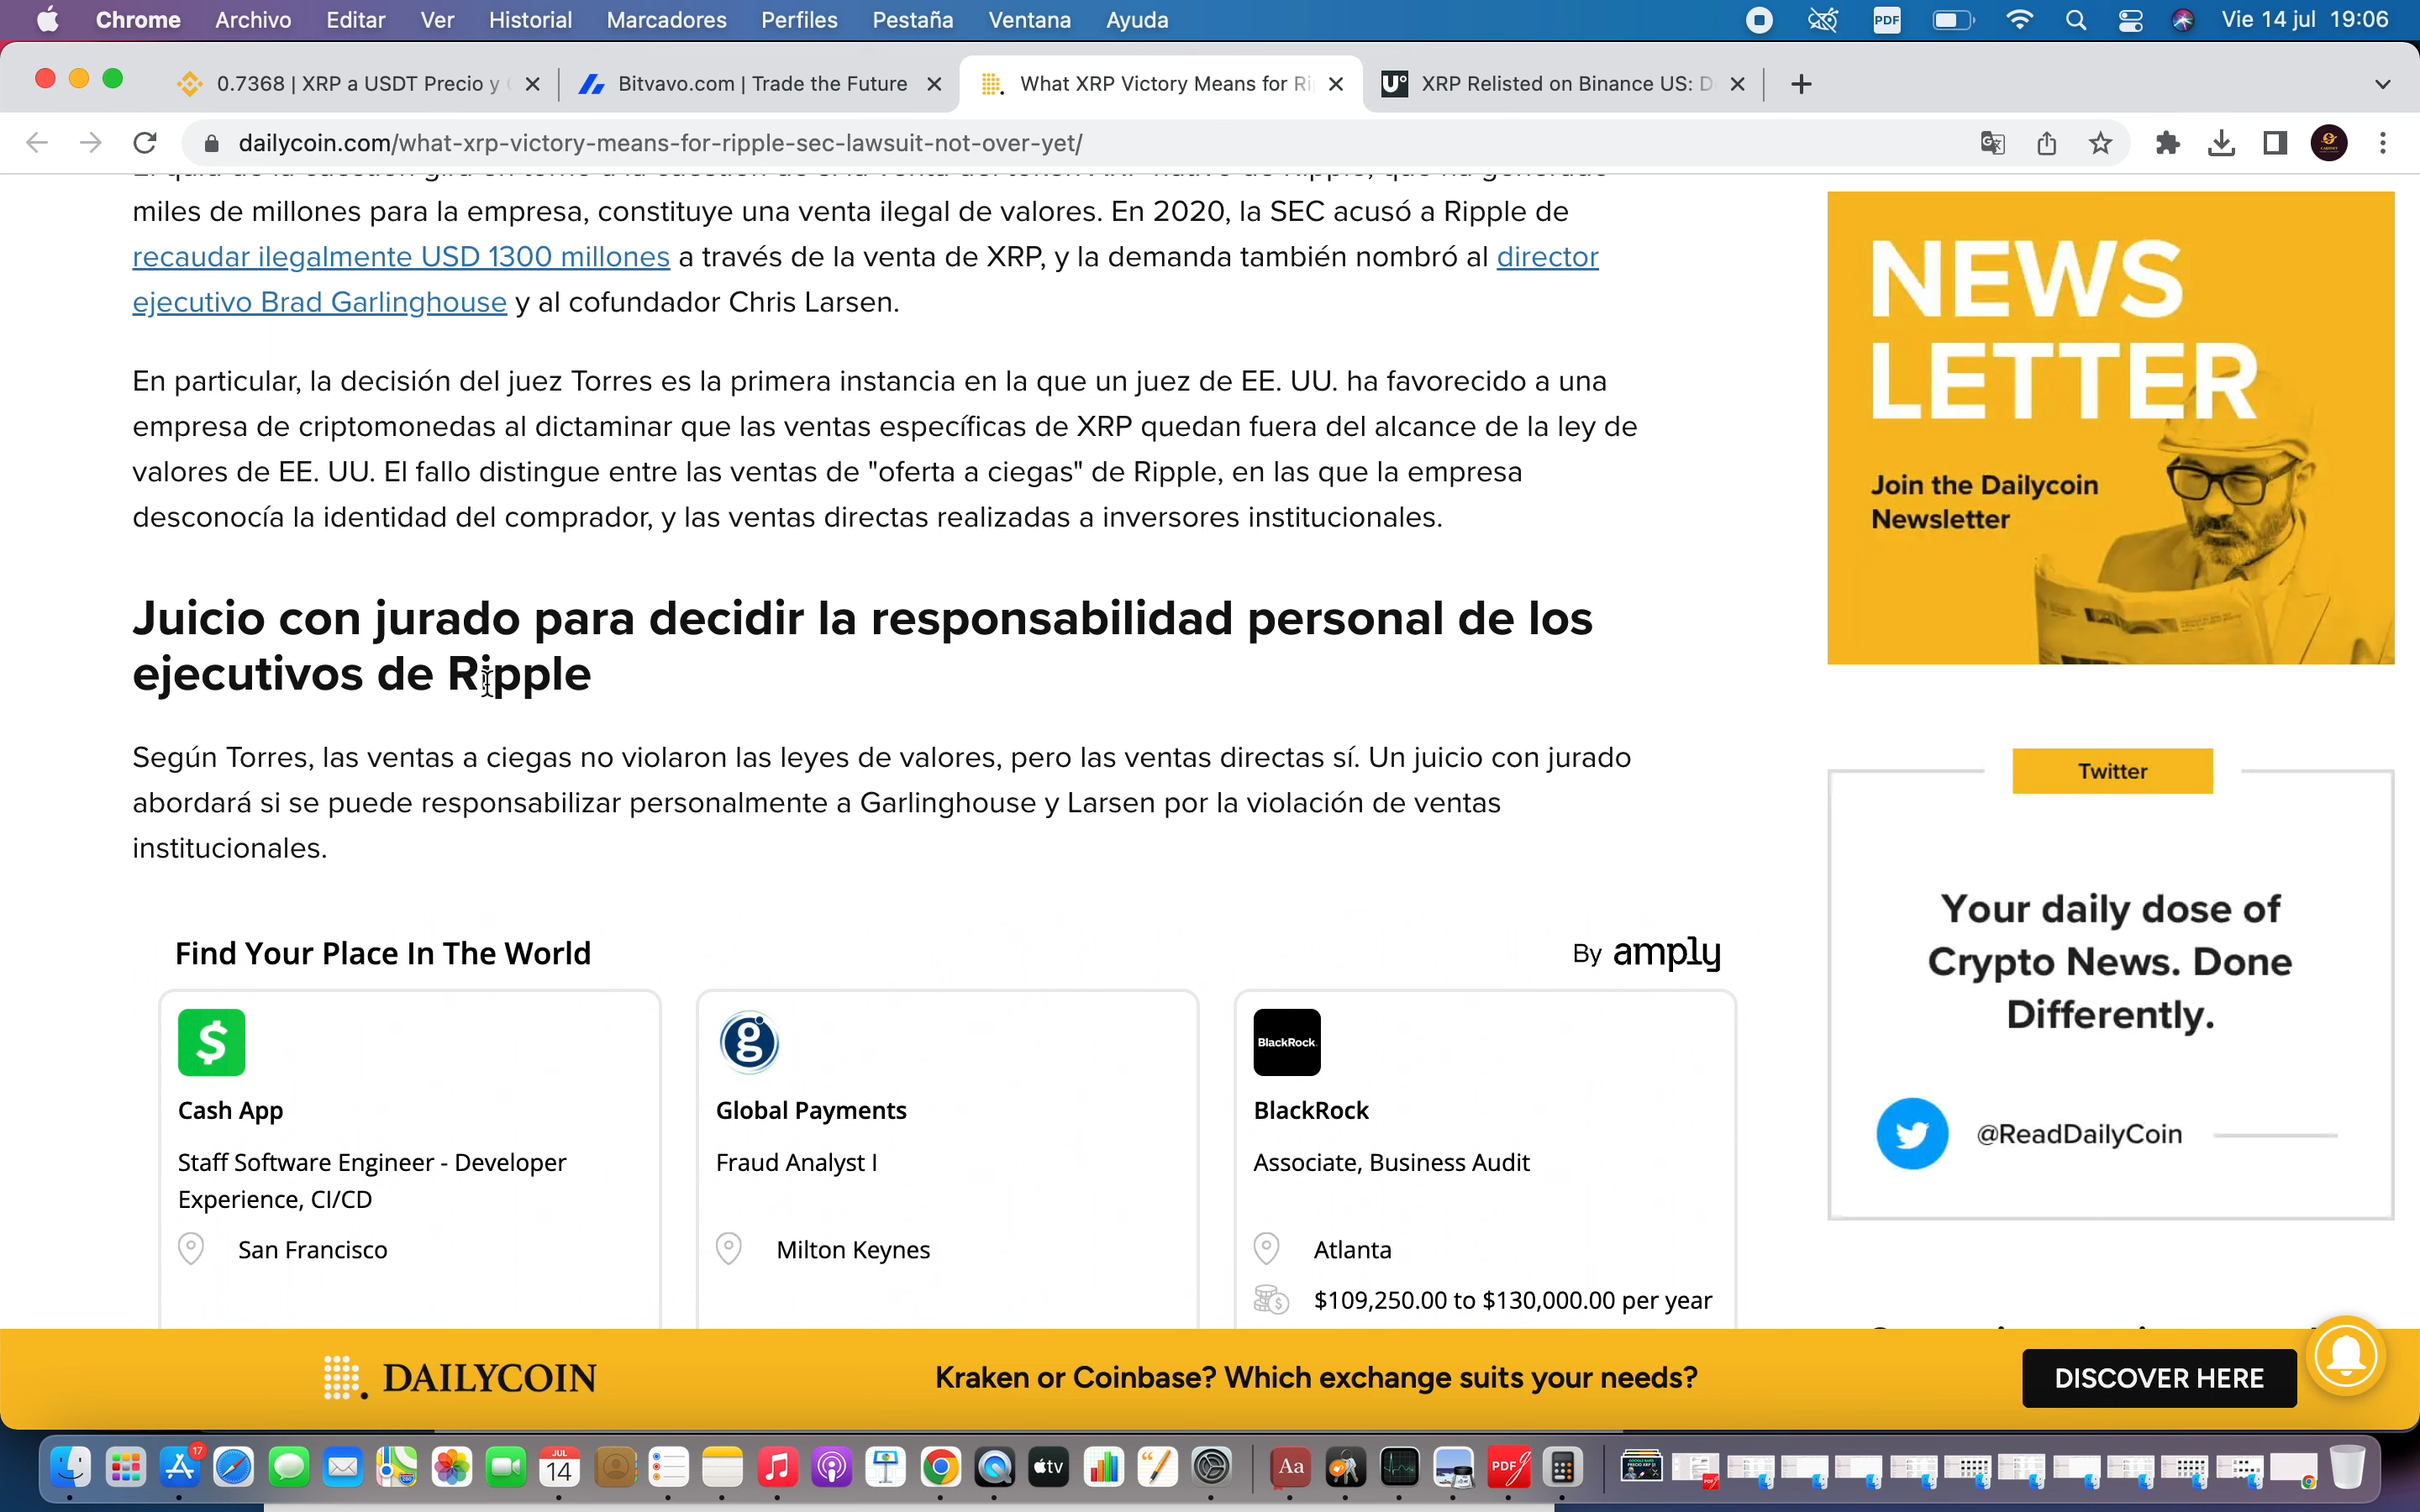 Chrome Archivo Editar Ver Historial Marcadores Perfiles Pestaña Ventana Ayuda PDF Vie 14 jul 19:06
0.7368 | XRP a USDT Precio y
Bitvavo.com | Trade the Future
What XRP Victory Means for Ri
XRP Relisted on Binance US: D
dailycoin.com/what-xrp-victory-means-for-ripple-sec-lawsuit-not-over-yet/
miles de millones para la empresa, constituye una venta ilegal de valores. En 2020, la SEC acusó a Ripple de
recaudar ilegalmente USD 1300 millones a través de la venta de XRP, y la demanda también nombró al director
ejecutivo Brad Garlinghouse y al cofundador Chris Larsen.
En particular, la decisión del juez Torres es la primera instancia en la que un juez de EE. UU. ha favorecido a una
empresa de criptomonedas al dictaminar que las ventas específicas de XRP quedan fuera del alcance de la ley de
valores de EE. UU. El fallo distingue entre las ventas de "oferta a ciegas" de Ripple, en las que la empresa
desconocía la identidad del comprador, y las ventas directas realizadas a inversores institucionales.
Juicio con jurado para decidir la responsabilidad personal de los
ejecutivos de Ripple
Según Torres, las ventas a ciegas no violaron las leyes de valores, pero las ventas directas sí. Un juicio con jurado
abordará si se puede responsabilizar personalmente a Garlinghouse y Larsen por la violación de ventas
institucionales.
Find Your Place In The World
By amply
Cash App
Staff Software Engineer - Developer
Experience, CI/CD
San Francisco
Global Payments
Fraud Analyst I
Milton Keynes
BlackRock.
BlackRock
Associate, Business Audit
Atlanta
$109,250.00 to $130,000.00 per year
NEWS
LETTER
Join the Dailycoin
Newsletter
Twitter
Your daily dose of
Crypto News. Done
Differently.
@ReadDailyCoin
DAILYCOIN
Kraken or Coinbase? Which exchange suits your needs?
DISCOVER HERE
17
JUL
14
tv
Aa
PDF